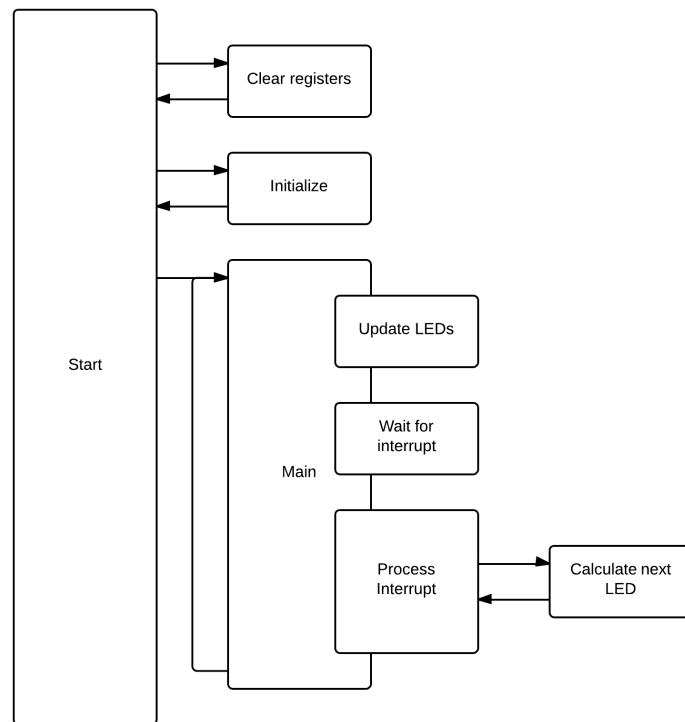 Clear registers
Initialize
Start
Main
Update LEDs
Wait for
interrupt
Process
Interrupt
Calculate next
LED